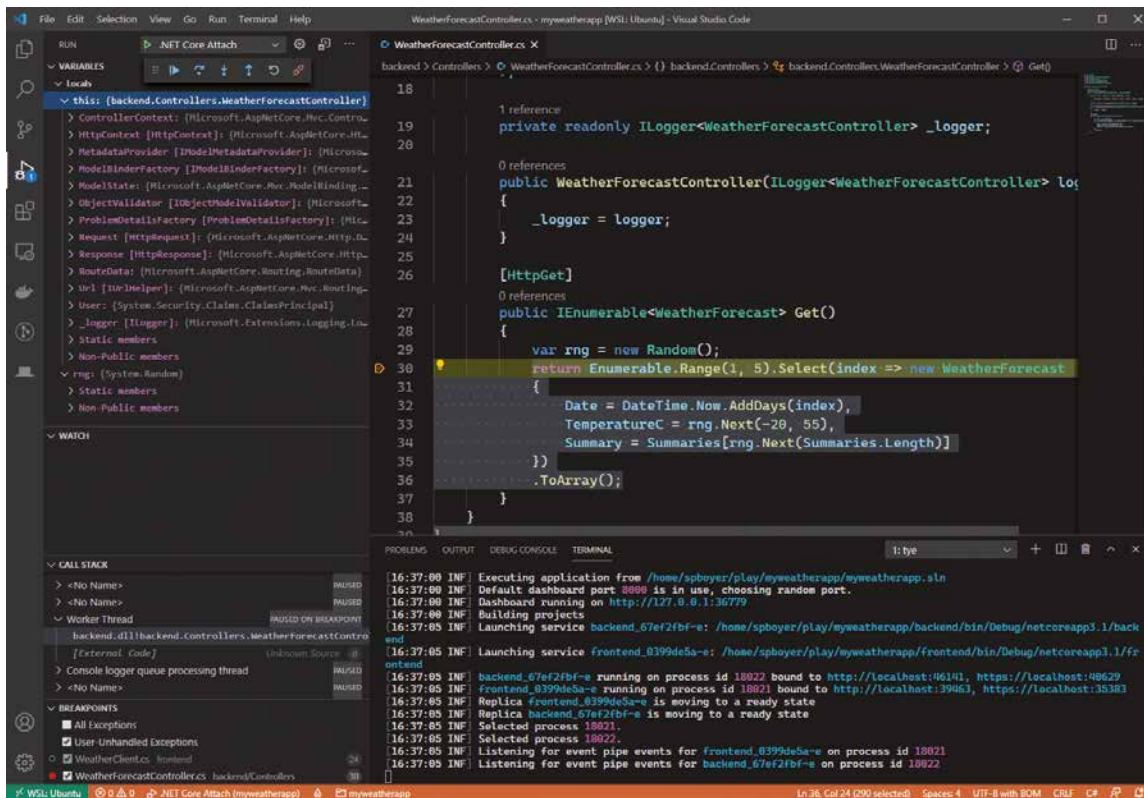 File Edit Selection View Go Run Terminal Help
WeatherForecastController.cs - myweatherapp [WSL: Ubuntu] - Visual Studio Code
RUN
.NET Core Attach
VARIABLES
Locals
this: {backend.Controllers.WeatherForecastController}
ControllerContext: {Microsoft.AspNetCore.Mvc.Contro…
HttpContext [HttpContext]: {Microsoft.AspNetCore.Ht…
MetadataProvider [IModelMetadataProvider]: {Microso…
ModelBinderFactory [IModelBinderFactory]: {Microsof…
ModelState: {Microsoft.AspNetCore.Mvc.ModelBinding.…
ObjectValidator [IObjectModelValidator]: {Microsoft…
ProblemDetailsFactory [ProblemDetailsFactory]: {Mic…
Request [HttpRequest]: {Microsoft.AspNetCore.Http.D…
Response [HttpResponse]: {Microsoft.AspNetCore.Http…
RouteData: {Microsoft.AspNetCore.Routing.RouteData}
Url [IUrlHelper]: {Microsoft.AspNetCore.Mvc.Routing…
User: {System.Security.Claims.ClaimsPrincipal}
_logger [ILogger]: {Microsoft.Extensions.Logging.Lo…
Static members
Non-Public members
rng: {System.Random}
Static members
Non-Public members
WATCH
CALL STACK
<No Name> PAUSED
<No Name> PAUSED
Worker Thread PAUSED ON BREAKPOINT
backend.dll!backend.Controllers.WeatherForecastContro
[External Code] Unknown Source 0
Console logger queue processing thread PAUSED
<No Name> PAUSED
BREAKPOINTS
All Exceptions
User-Unhandled Exceptions
WeatherClient.cs frontend 24
WeatherForecastController.cs backend/Controllers 30
WeatherForecastController.cs
backend > Controllers > WeatherForecastController.cs > {} backend.Controllers > backend.Controllers.WeatherForecastController > Get()
18
1 reference
19 private readonly ILogger<WeatherForecastController> _logger;
20
0 references
21 public WeatherForecastController(ILogger<WeatherForecastController> log
22 {
23 _logger = logger;
24 }
25
26 [HttpGet]
0 references
27 public IEnumerable<WeatherForecast> Get()
28 {
29 var rng = new Random();
30 return Enumerable.Range(1, 5).Select(index => new WeatherForecast
31 {
32 Date = DateTime.Now.AddDays(index),
33 TemperatureC = rng.Next(-20, 55),
34 Summary = Summaries[rng.Next(Summaries.Length)]
35 })
36 .ToArray();
37 }
38 }
39 }
PROBLEMS OUTPUT DEBUG CONSOLE TERMINAL 1: tye
[16:37:00 INF] Executing application from /home/spboyer/play/myweatherapp/myweatherapp.sln
[16:37:00 INF] Default dashboard port 8000 is in use, choosing random port.
[16:37:00 INF] Dashboard running on http://127.0.0.1:36779
[16:37:00 INF] Building projects
[16:37:05 INF] Launching service backend_67ef2fbf-e: /home/spboyer/play/myweatherapp/backend/bin/Debug/netcoreapp3.1/back
end
[16:37:05 INF] Launching service frontend_0399de5a-e: /home/spboyer/play/myweatherapp/frontend/bin/Debug/netcoreapp3.1/fr
ontend
[16:37:05 INF] backend_67ef2fbf-e running on process id 18022 bound to http://localhost:46141, https://localhost:40629
[16:37:05 INF] frontend_0399de5a-e running on process id 18021 bound to http://localhost:39463, https://localhost:35383
[16:37:05 INF] Replica frontend_0399de5a-e is moving to a ready state
[16:37:05 INF] Replica backend_67ef2fbf-e is moving to a ready state
[16:37:05 INF] Selected process 18021.
[16:37:05 INF] Selected process 18022.
[16:37:05 INF] Listening for event pipe events for frontend_0399de5a-e on process id 18021
[16:37:05 INF] Listening for event pipe events for backend_67ef2fbf-e on process id 18022
WSL: Ubuntu 0 0 0 .NET Core Attach (myweatherapp) myweatherapp Ln 36, Col 24 (290 selected) Spaces: 4 UTF-8 with BOM CRLF C#